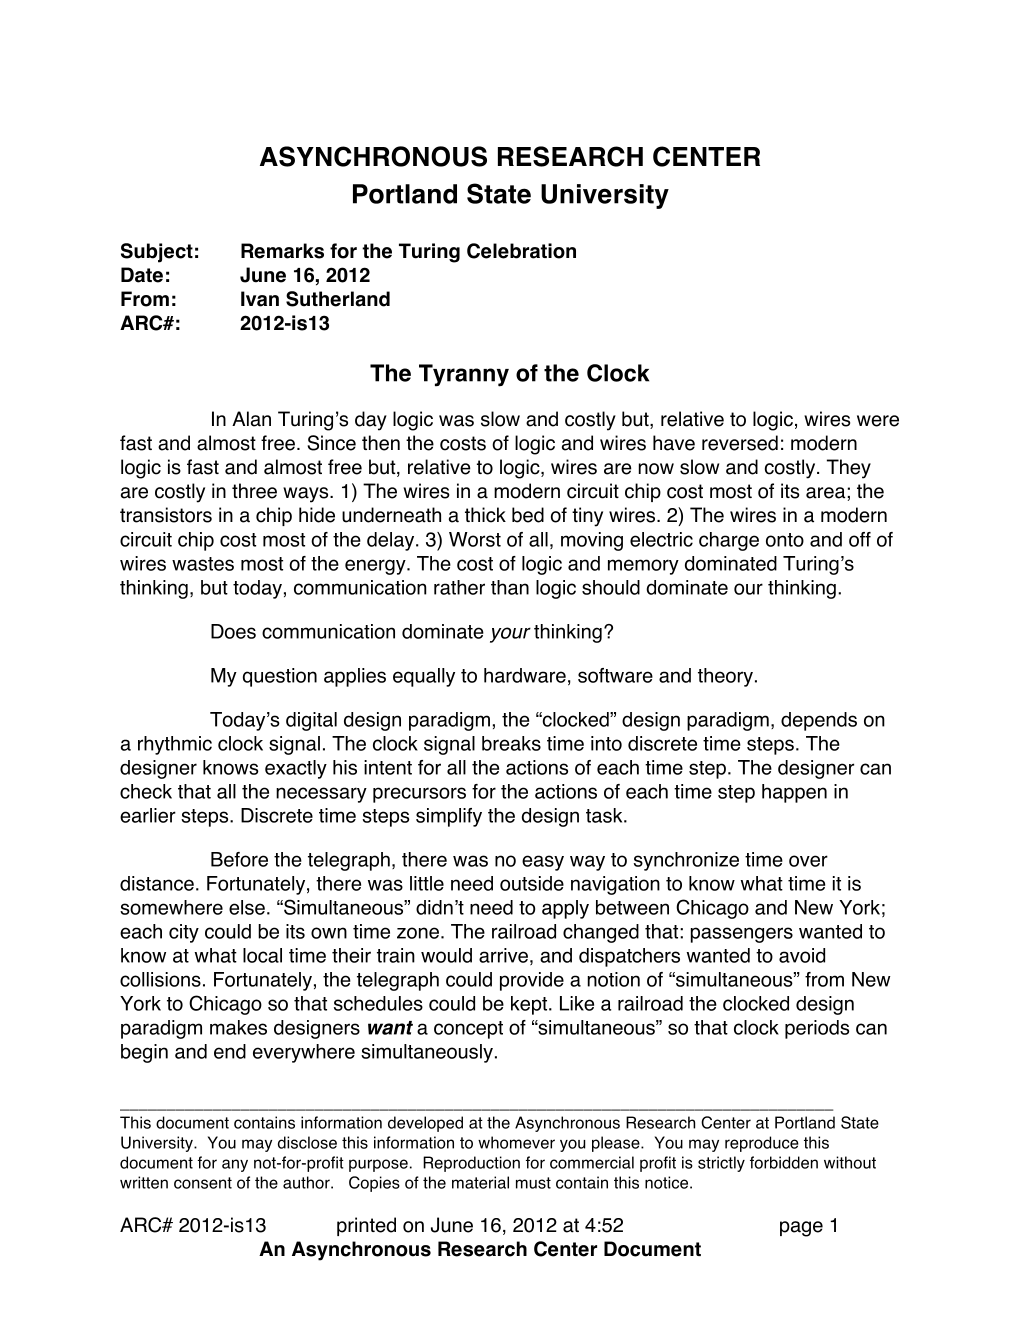 ASYNCHRONOUS RESEARCH CENTER
Portland State University
Subject: Remarks for the Turing Celebration
Date: June 16, 2012
From: Ivan Sutherland
ARC#: 2012-is13
The Tyranny of the Clock
In Alan Turing’s day logic was slow and costly but, relative to logic, wires were
fast and almost free. Since then the costs of logic and wires have reversed: modern
logic is fast and almost free but, relative to logic, wires are now slow and costly. They
are costly in three ways. 1) The wires in a modern circuit chip cost most of its area; the
transistors in a chip hide underneath a thick bed of tiny wires. 2) The wires in a modern
circuit chip cost most of the delay. 3) Worst of all, moving electric charge onto and off of
wires wastes most of the energy. The cost of logic and memory dominated Turing’s
thinking, but today, communication rather than logic should dominate our thinking.
Does communication dominate your thinking?
My question applies equally to hardware, software and theory.
Today’s digital design paradigm, the “clocked” design paradigm, depends on
a rhythmic clock signal. The clock signal breaks time into discrete time steps. The
designer knows exactly his intent for all the actions of each time step. The designer can
check that all the necessary precursors for the actions of each time step happen in
earlier steps. Discrete time steps simplify the design task.
Before the telegraph, there was no easy way to synchronize time over
distance. Fortunately, there was little need outside navigation to know what time it is
somewhere else. “Simultaneous” didn’t need to apply between Chicago and New York;
each city could be its own time zone. The railroad changed that: passengers wanted to
know at what local time their train would arrive, and dispatchers wanted to avoid
collisions. Fortunately, the telegraph could provide a notion of “simultaneous” from New
York to Chicago so that schedules could be kept. Like a railroad the clocked design
paradigm makes designers want a concept of “simultaneous” so that clock periods can
begin and end everywhere simultaneously.
This document contains information developed at the Asynchronous Research Center at Portland State
University. You may disclose this information to whomever you please. You may reproduce this
document for any not-for-profit purpose. Reproduction for commercial profit is strictly forbidden without
written consent of the author. Copies of the material must contain this notice.
ARC# 2012-is13 printed on June 16, 2012 at 4:52 page 1
An Asynchronous Research Center Document